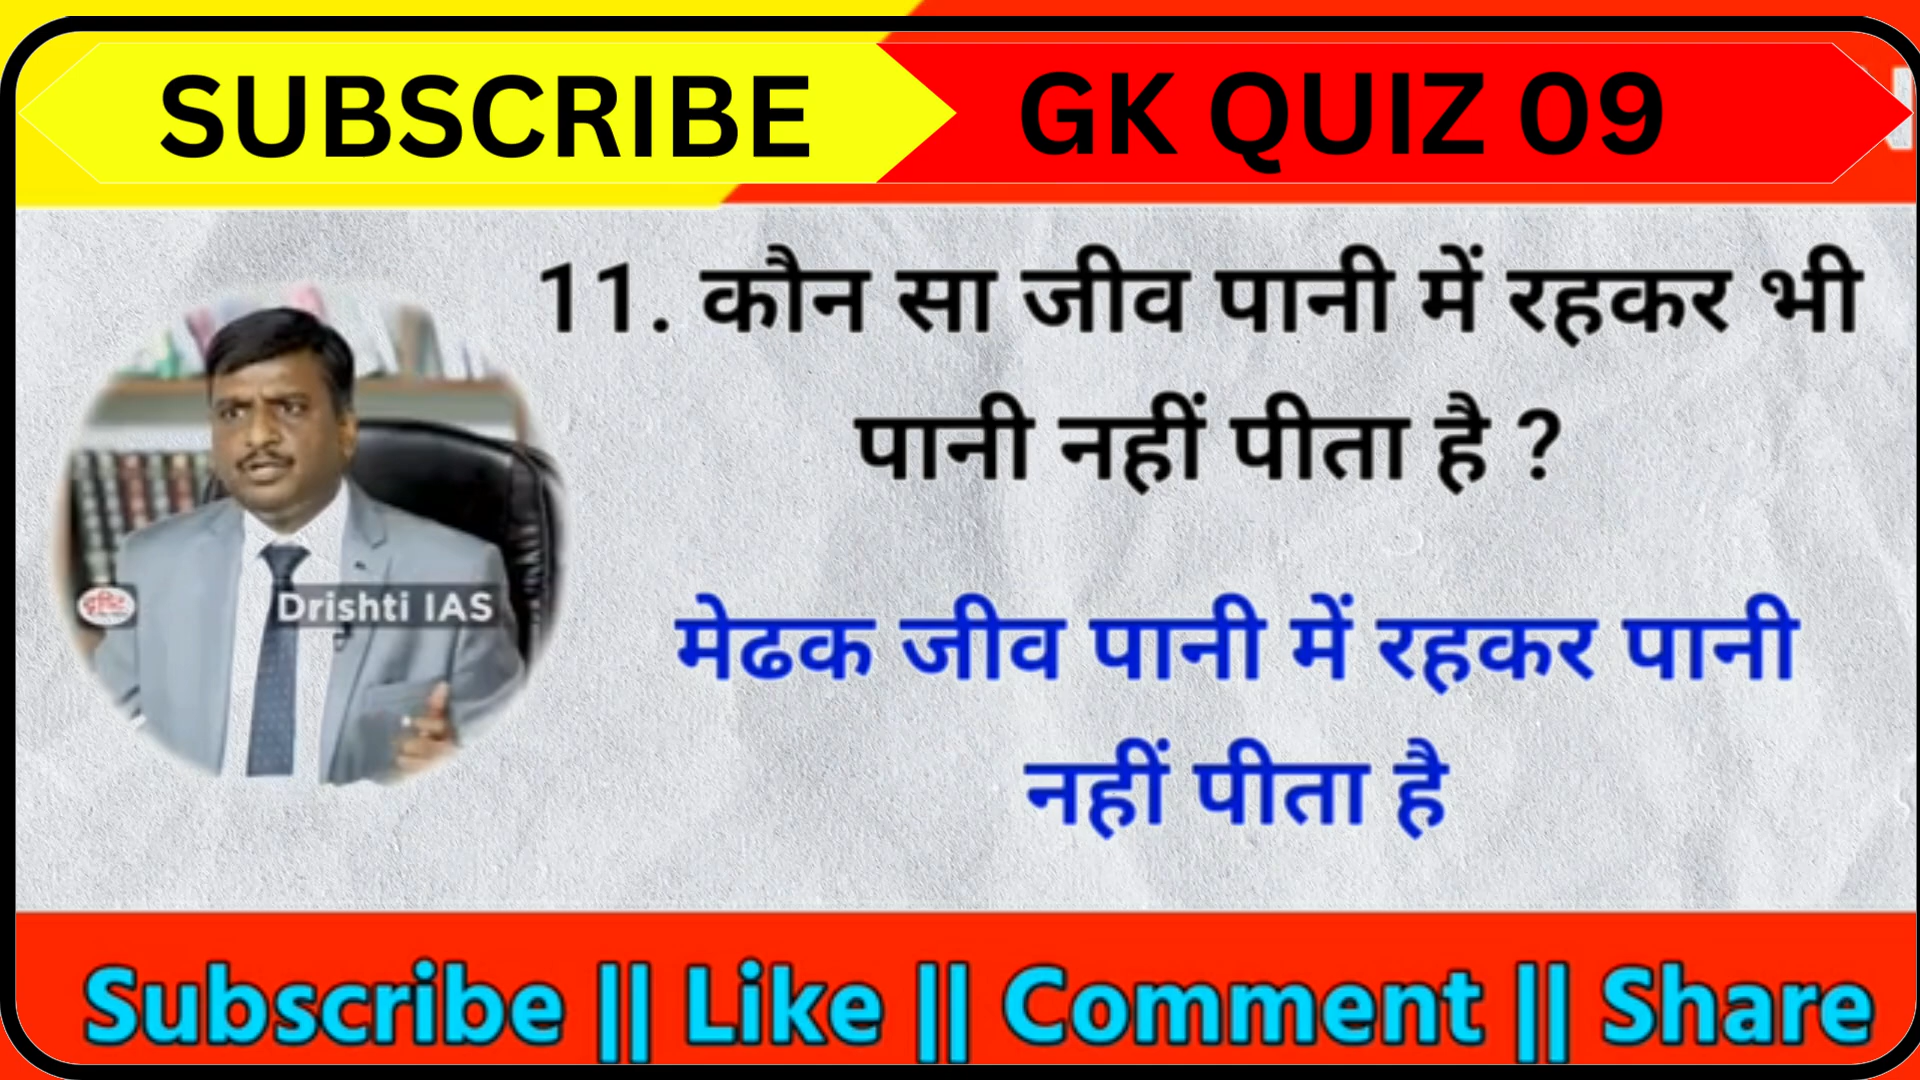 SUBSCRIBE
GK QUIZ 09
11. कौन सा जीव पानी में रहकर भी
पानी नहीं पीता है ?
दृष्टि
Drishti IAS
मेढक जीव पानी में रहकर पानी
नहीं पीता है
Subscribe || Like || Comment || Share